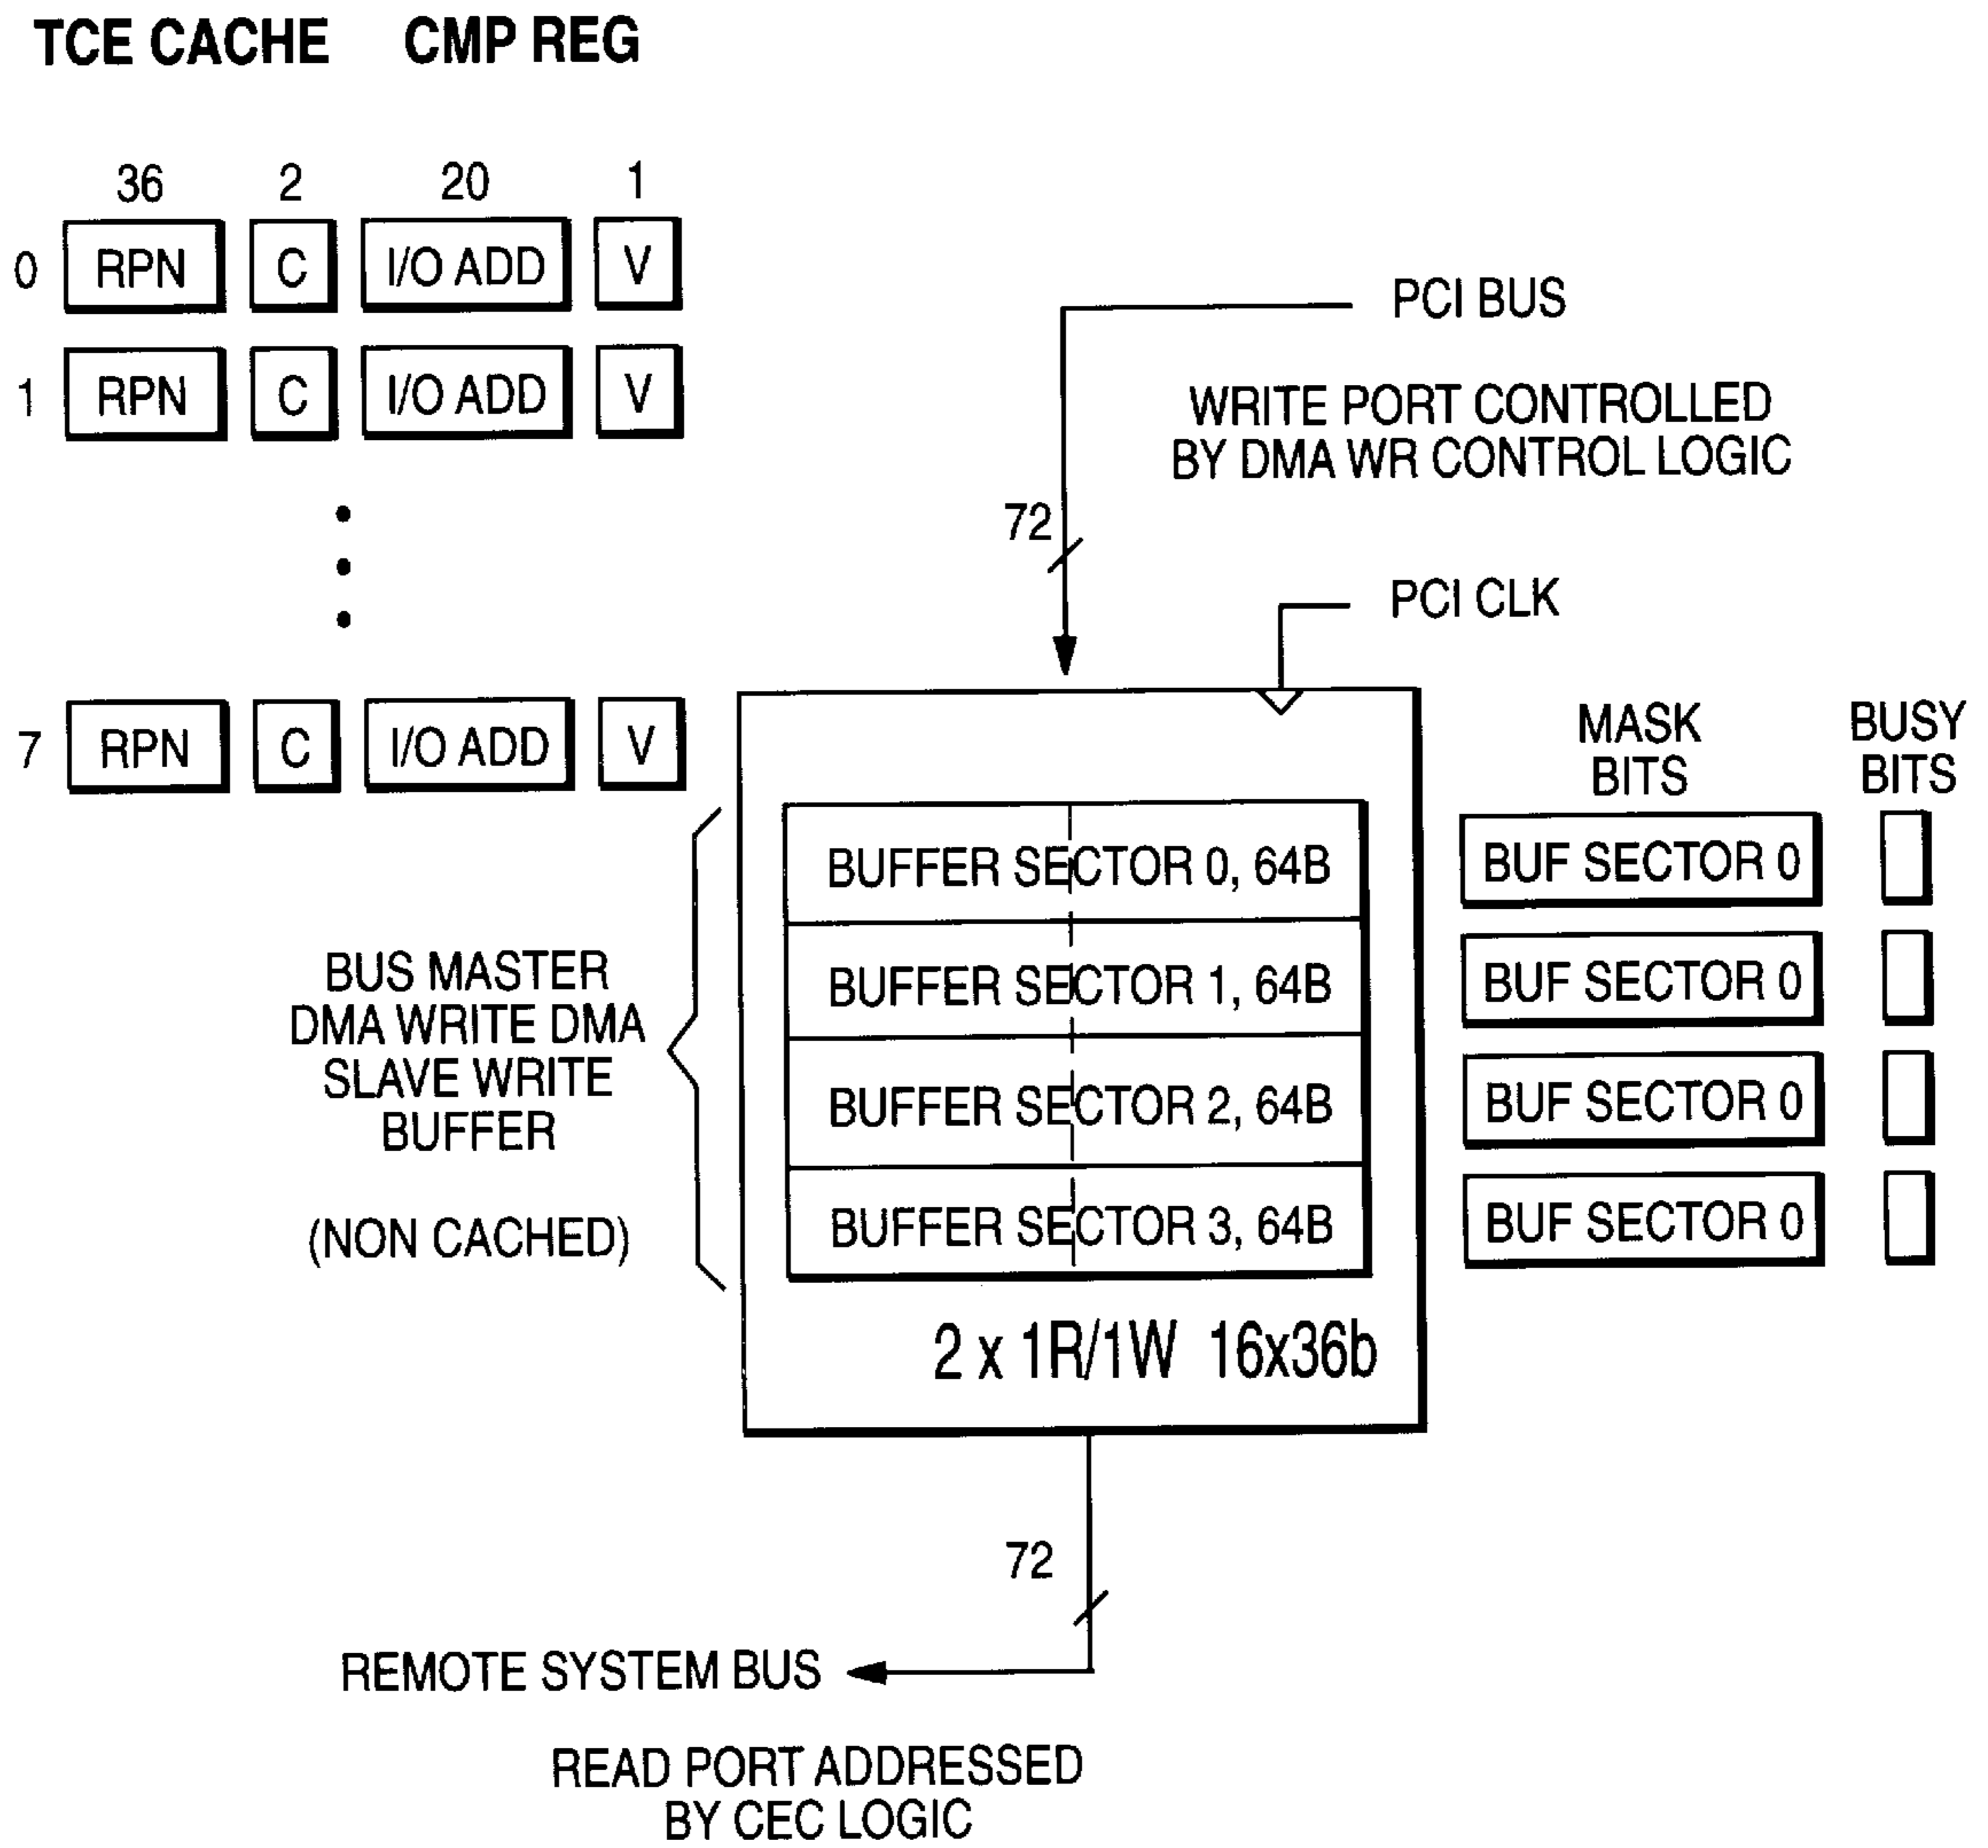 TCE CACHE CMP REG
36 2 20 1
0 RPN C I/O ADD V
1 RPN C I/O ADD V
7 RPN C I/O ADD V
PCI BUS
WRITE PORT CONTROLLED
BY DMA WR CONTROL LOGIC
72
PCI CLK
BUS MASTER
DMA WRITE DMA
SLAVE WRITE
BUFFER
(NON CACHED)
BUFFER SECTOR 0, 64B
BUFFER SECTOR 1, 64B
BUFFER SECTOR 2, 64B
BUFFER SECTOR 3, 64B
2 x 1R/1W 16x36b
MASK
BITS
BUSY
BITS
BUF SECTOR 0
BUF SECTOR 0
BUF SECTOR 0
BUF SECTOR 0
72
REMOTE SYSTEM BUS
READ PORT ADDRESSED
BY CEC LOGIC